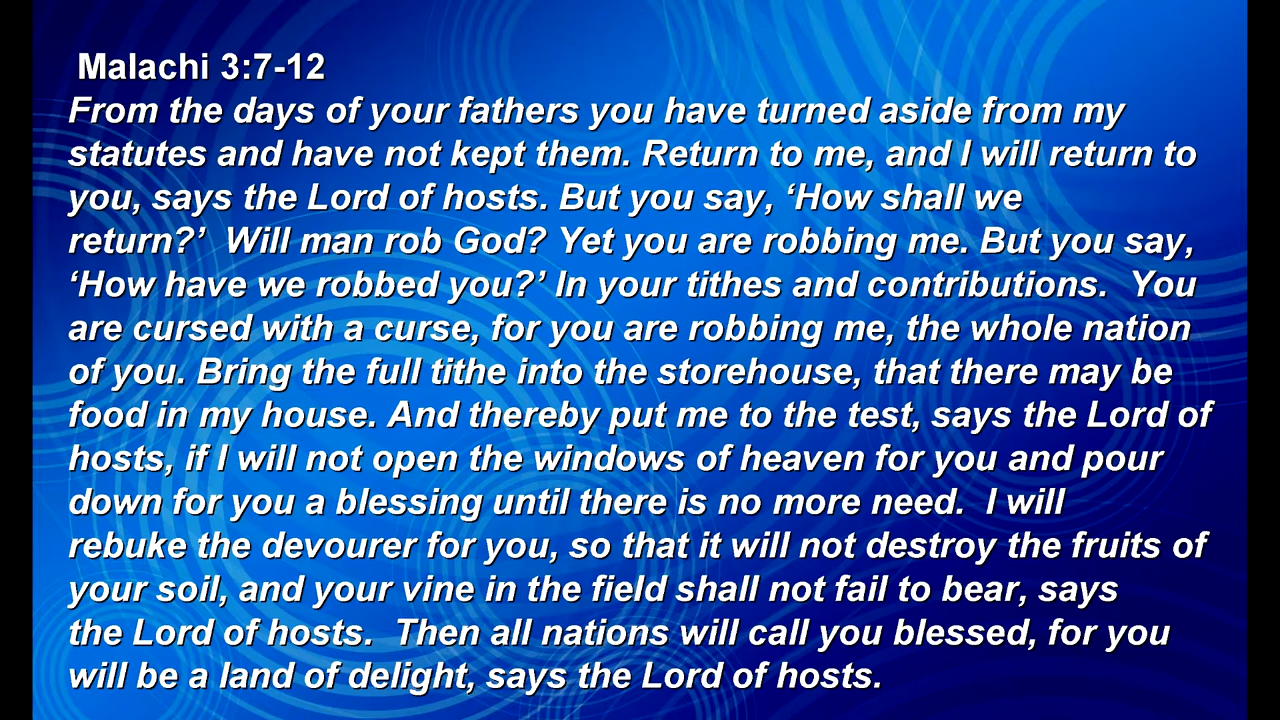 Malachi 3:7-12
From the days of your fathers you have turned aside from my
statutes and have not kept them. Return to me, and I will return to
you, says the Lord of hosts. But you say, ‘How shall we
return?’ Will man rob God? Yet you are robbing me. But you say,
‘How have we robbed you?’ In your tithes and contributions. You
are cursed with a curse, for you are robbing me, the whole nation
of you. Bring the full tithe into the storehouse, that there may be
food in my house. And thereby put me to the test, says the Lord of
hosts, if I will not open the windows of heaven for you and pour
down for you a blessing until there is no more need. I will
rebuke the devourer for you, so that it will not destroy the fruits of
your soil, and your vine in the field shall not fail to bear, says
the Lord of hosts. Then all nations will call you blessed, for you
will be a land of delight, says the Lord of hosts.